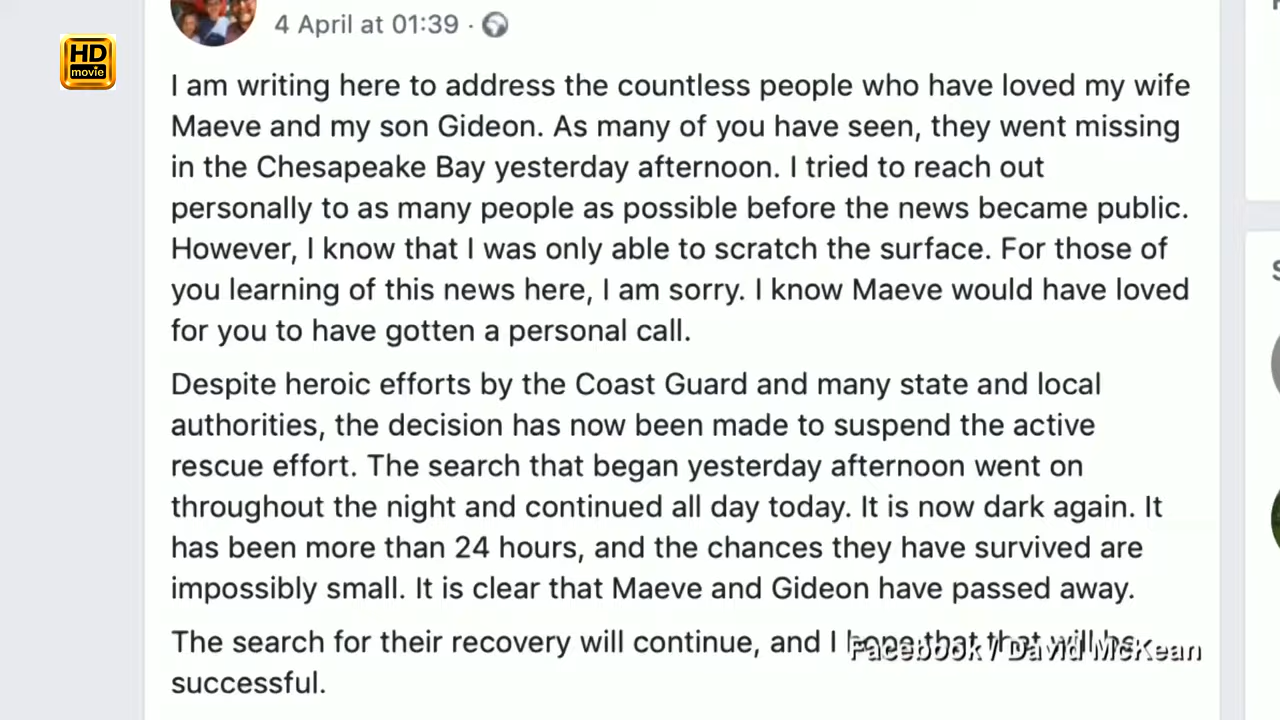 4 April at 01:39 ·
HD
movie
I am writing here to address the countless people who have loved my wife
Maeve and my son Gideon. As many of you have seen, they went missing
in the Chesapeake Bay yesterday afternoon. I tried to reach out
personally to as many people as possible before the news became public.
However, I know that I was only able to scratch the surface. For those of
you learning of this news here, I am sorry. I know Maeve would have loved
for you to have gotten a personal call.
Despite heroic efforts by the Coast Guard and many state and local
authorities, the decision has now been made to suspend the active
rescue effort. The search that began yesterday afternoon went on
throughout the night and continued all day today. It is now dark again. It
has been more than 24 hours, and the chances they have survived are
impossibly small. It is clear that Maeve and Gideon have passed away.
The search for their recovery will continue, and I hope that that will be
Facebook / David McKean
successful.